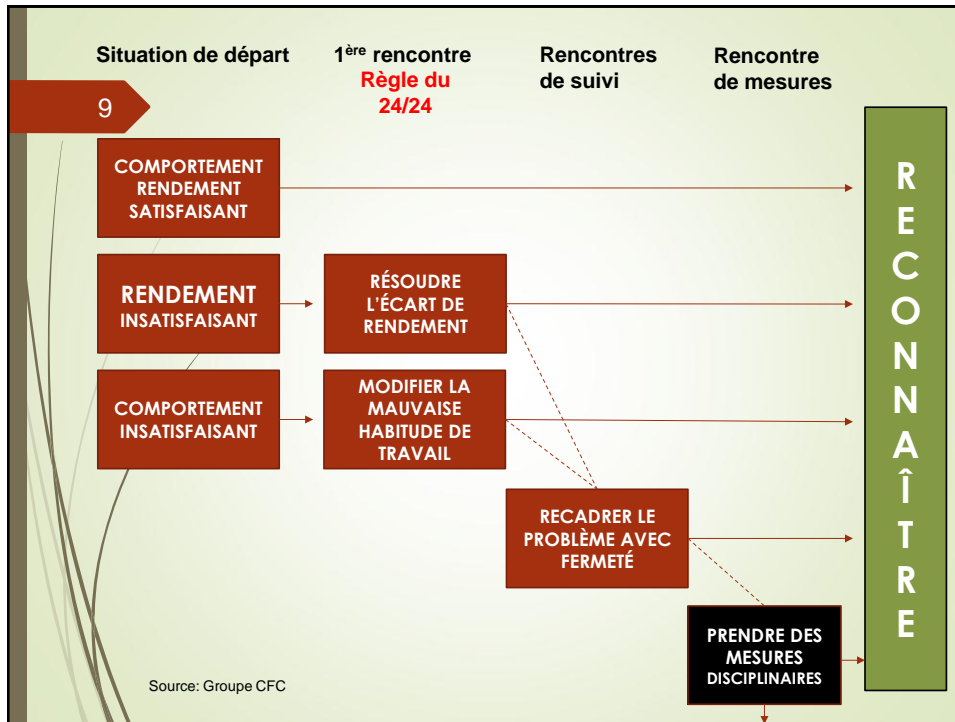 Situation de départ
1ère rencontre
Règle du
24/24
Rencontres
de suivi
Rencontre
de mesures
9
COMPORTEMENT
RENDEMENT
SATISFAISANT
RENDEMENT
INSATISFAISANT
RÉSOUDRE
L'ÉCART DE
RENDEMENT
COMPORTEMENT
INSATISFAISANT
MODIFIER LA
MAUVAISE
HABITUDE DE
TRAVAIL
RECADRER LE
PROBLÈME AVEC
FERMETÉ
PRENDRE DES
MESURES
DISCIPLINAIRES
R
E
C
O
N
N
A
Î
T
R
E
Source: Groupe CFC